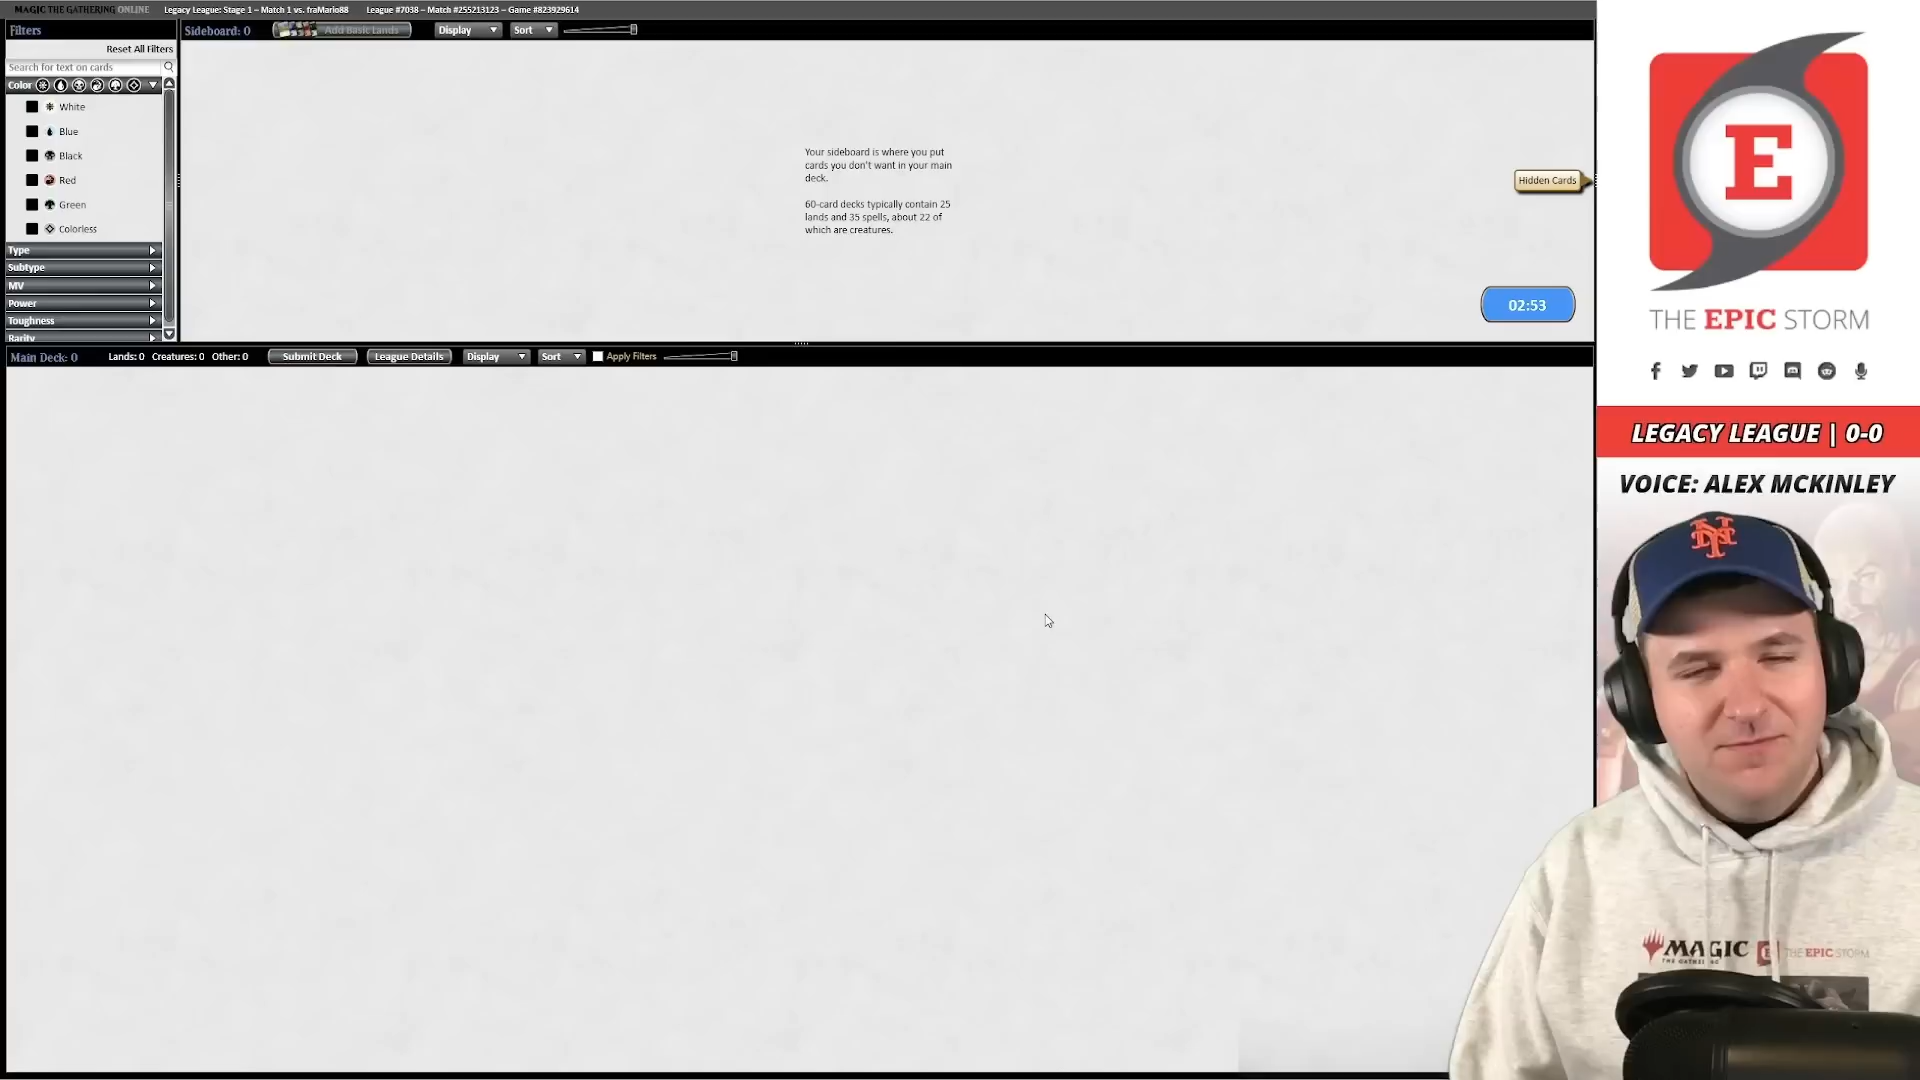 MAGIC THE GATHERING ONLINE
Legacy League: Stage 1 – Match 1 vs. fraMario88
League #7038 – Match #255213123 – Game #823929614
Filters
Sideboard: 0
Add Basic Lands
Display
Sort
Reset All Filters
Search for text on cards
Color
White
Blue
Black
Red
Green
Colorless
Type
Subtype
MV
Power
Toughness
Rarity
Your sideboard is where you put
cards you don't want in your main
deck.
60-card decks typically contain 25
lands and 35 spells, about 22 of
which are creatures.
Hidden Cards
02:53
Main Deck: 0
Lands: 0 Creatures: 0 Other: 0
Submit Deck
League Details
Display
Sort
Apply Filters
E
THE EPIC STORM
LEGACY LEAGUE | 0-0
VOICE: ALEX MCKINLEY
NY
MAGIC
THE GATHERING
E THE EPIC STORM